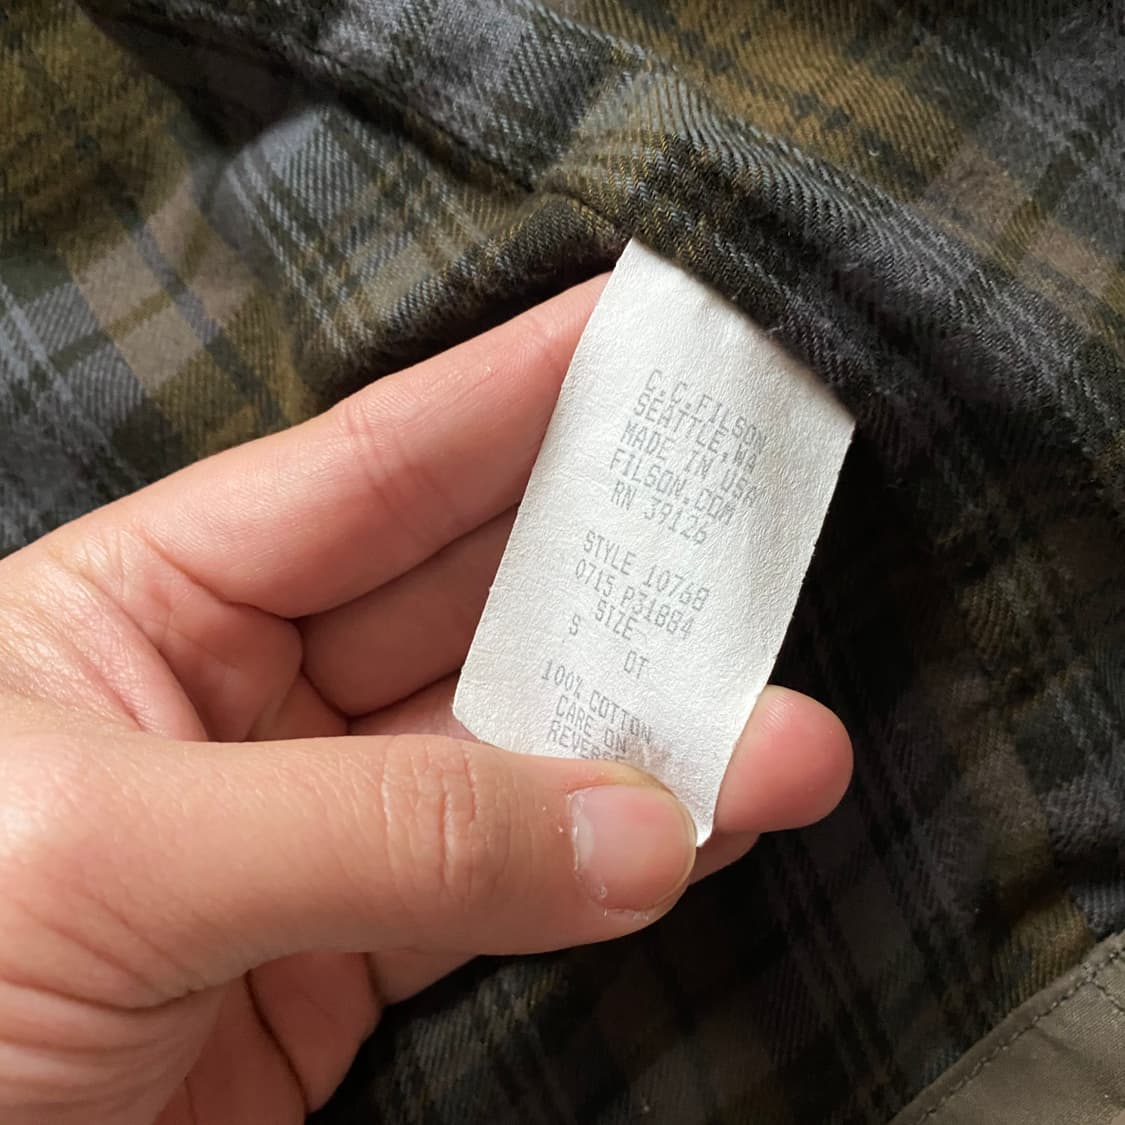 C.C.FILSON
SEATTLE,WA
MADE IN USA
FILSON.COM
RN 39126
STYLE 10768
0715 P31884
SIZE
S OT
100% COTTON
CARE ON
REVERSE